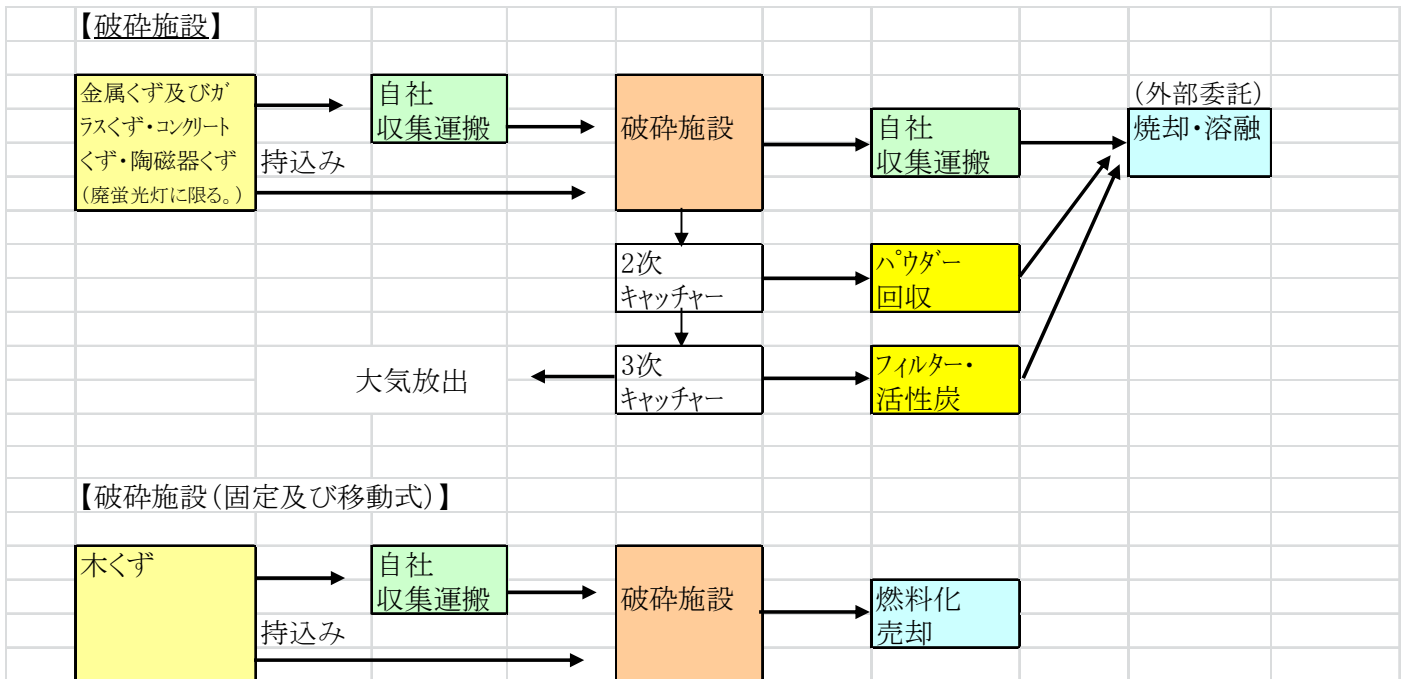 【破砕施設】
金属くず及びガ
ラスくず・コンクリート
くず・陶磁器くず
（廃蛍光灯に限る。）
自社
収集運搬
持込み
破砕施設
自社
収集運搬
（外部委託）
焼却・溶融
2次
キャッチャー
パウダー
回収
大気放出
3次
キャッチャー
フィルター・
活性炭
【破砕施設（固定及び移動式）】
木くず
自社
収集運搬
持込み
破砕施設
燃料化
売却